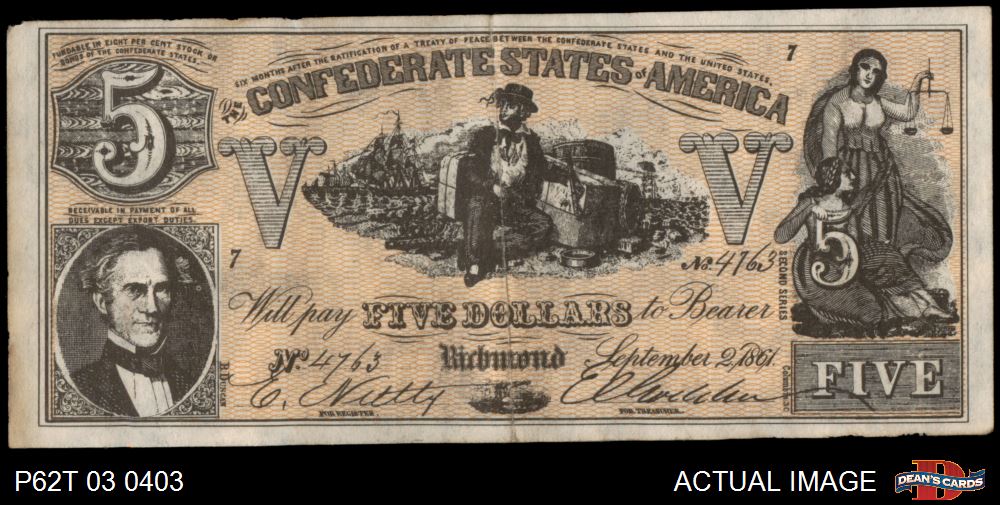 FUNDABLE IN EIGHT PER CENT STOCK OR
BONDS OF THE CONFEDERATE STATES.
SIX MONTHS AFTER THE RATIFICATION OF A TREATY OF PEACE BETWEEN THE CONFEDERATE STATES AND THE UNITED STATES.
7
THE CONFEDERATE STATES of AMERICA
5
V V
RECEIVABLE IN PAYMENT OF ALL
DUES EXCEPT EXPORT DUTIES.
7
No. 4763
5
SECOND SERIES
Will pay FIVE DOLLARS to Bearer
No. 4763 Richmond September 2, 1861.
FOR REGISTER.
FOR TREASURER.
FIVE
P62T 03 0403
ACTUAL IMAGE
D
DEAN'S CARDS